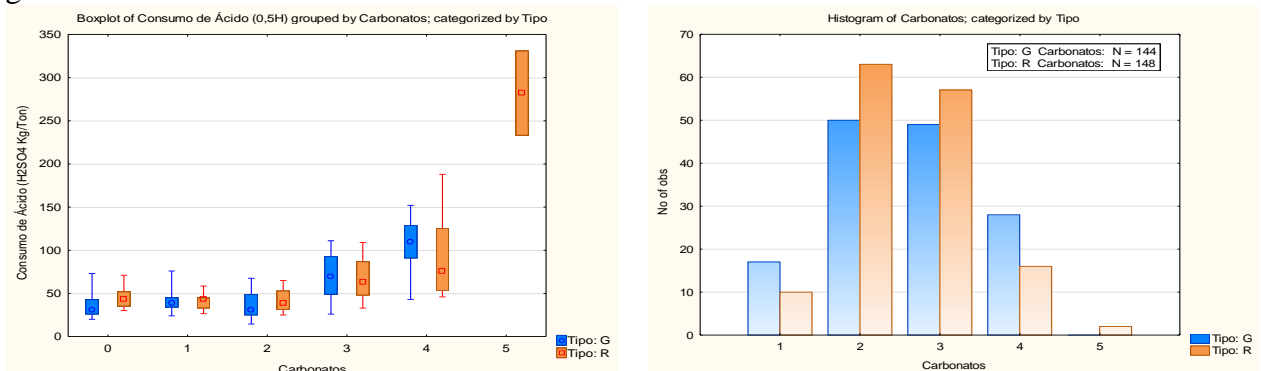 Boxplot of Consumo de Ácido (0,5H) grouped by Carbonatos; categorized by Tipo
350
300
250
200
150
100
50
0
Consumo de Ácido (H2SO4 Kg/Ton)
0 1 2 3 4 5
Carbonatos
Tipo: G
Tipo: R
Histogram of Carbonatos; categorized by Tipo
Tipo: G Carbonatos: N = 144
Tipo: R Carbonatos: N = 148
70
60
50
40
30
20
10
0
No of obs
1 2 3 4 5
Carbonatos
Tipo: G
Tipo: R